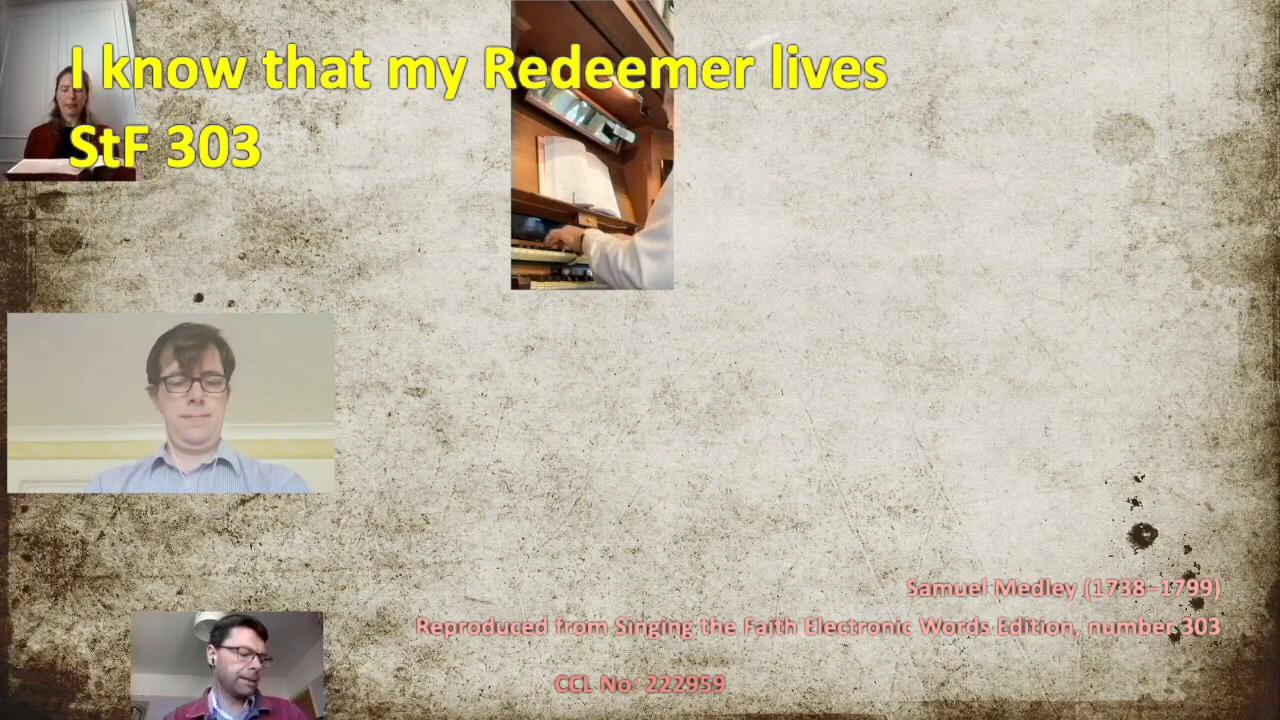 I know that my Redeemer lives
StF 303
Samuel Medley (1738–1799)
Reproduced from Singing the Faith Electronic Words Edition, number 303
CCL No: 222959